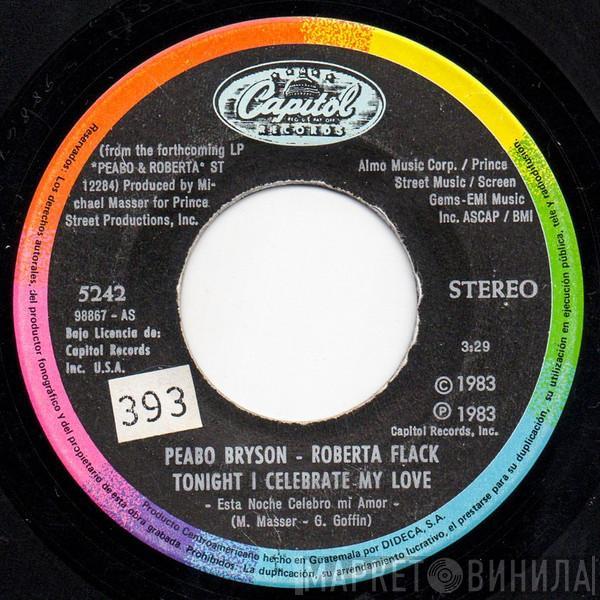 Capitol
REG. U.S. PAT. OFF.
RECORDS
(from the forthcoming LP
"PEABO & ROBERTA" ST
12284) Produced by Mi-
chael Masser for Prince
Street Productions, Inc.
Almo Music Corp. / Prince
Street Music / Screen
Gems-EMI Music
Inc. ASCAP / BMI
5242
98867 - AS
Bajo Licencia de:
Capitol Records
Inc. U.S.A.
393
STEREO
3:29
© 1983
℗ 1983
Capitol Records, Inc.
PEABO BRYSON - ROBERTA FLACK
TONIGHT I CELEBRATE MY LOVE
- Esta Noche Celebro mi Amor -
(M. Masser - G. Goffin)
Reservados: Los derechos autorales, del productor fonográfico y del propietario de esta obra grabada. Prohibidos: La duplicación, su utilización en ejecución pública, tele y radiodifusión.
Producto Centroamericano hecho en Guatemala por DIDECA, S.A.
La duplicación, su arrendamiento lucrativo, el prestarse para su duplicación,
МАРКЕТ ВИНИЛА